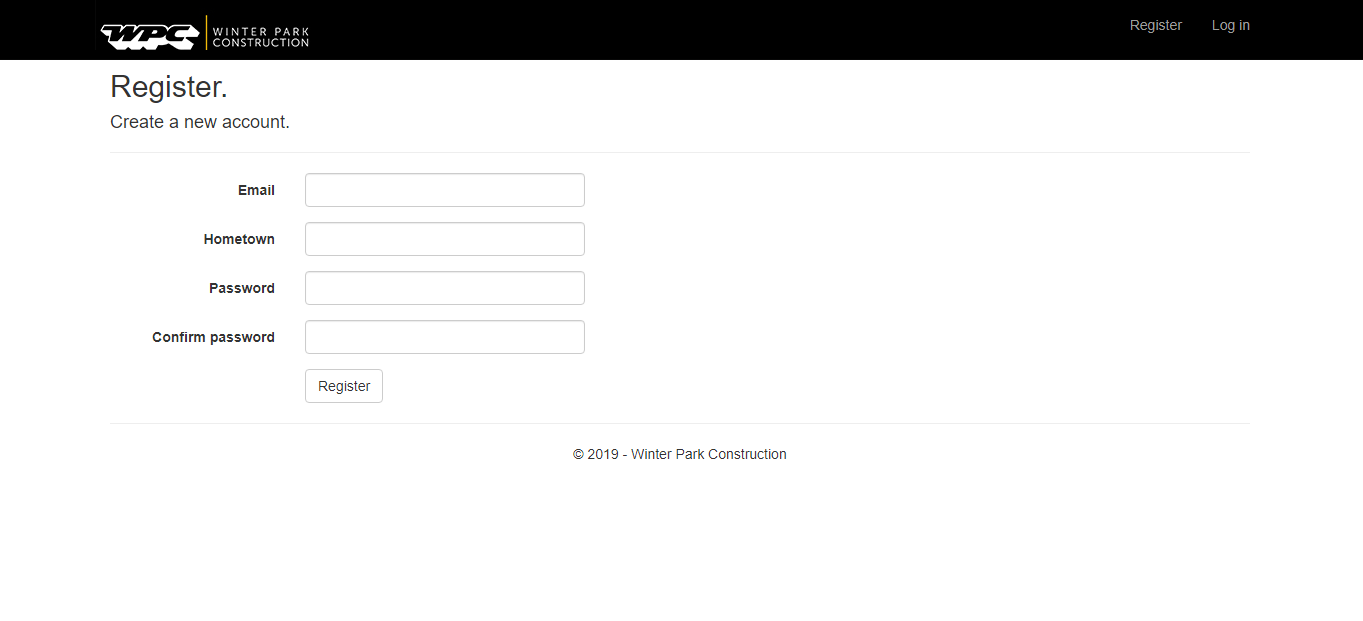 WPC WINTER PARK
CONSTRUCTION
Register Log in
Register.
Create a new account.
Email
Hometown
Password
Confirm password
Register
© 2019 - Winter Park Construction